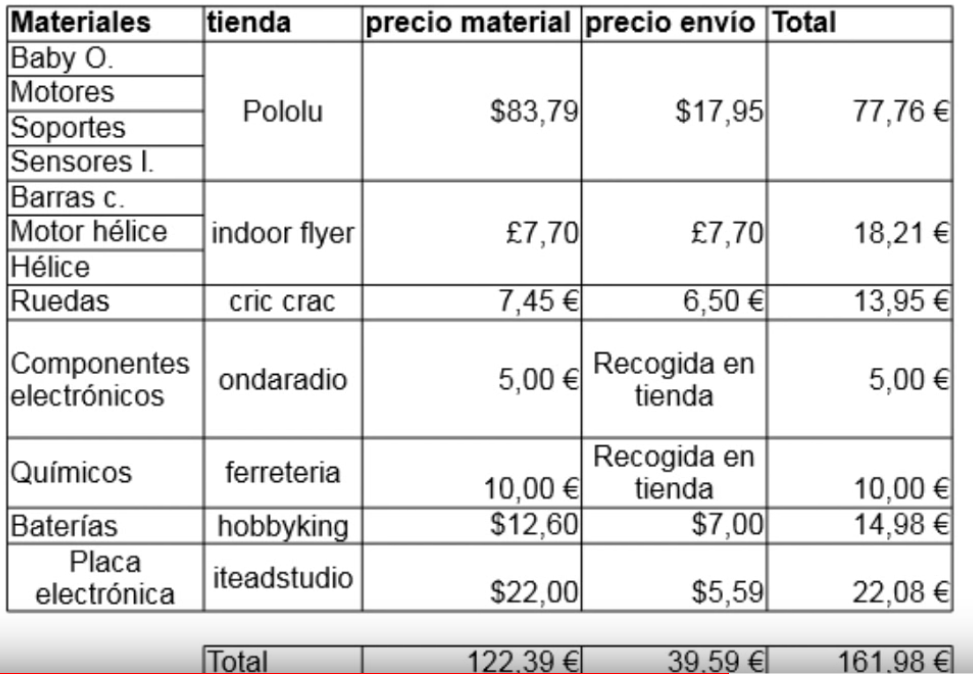 Materiales tienda precio material precio envío Total
Baby O.
Motores
Soportes
Sensores I.
Pololu $83,79 $17,95 77,76 €
Barras c.
Motor hélice
Hélice
indoor flyer £7,70 £7,70 18,21 €
Ruedas cric crac 7,45 € 6,50 € 13,95 €
Componentes
electrónicos
ondaradio 5,00 €
Recogida en
tienda
5,00 €
Químicos ferreteria 10,00 €
Recogida en
tienda
10,00 €
Baterías hobbyking $12,60 $7,00 14,98 €
Placa
electrónica
iteadstudio $22,00 $5,59 22,08 €
Total 122,39 € 39,59 € 161,98 €